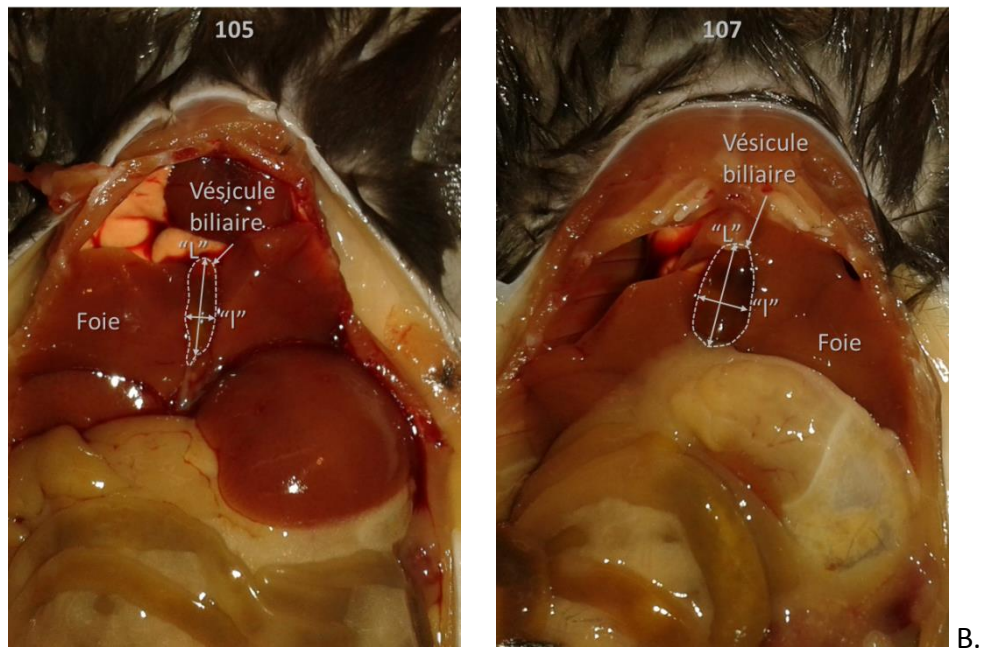 105
Vésicule
biliaire
“L”
“l”
Foie
107
Vésicule
biliaire
“L”
“l”
Foie
B.